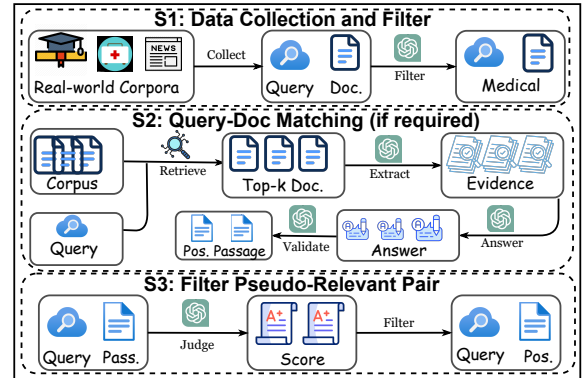 S1: Data Collection and Filter
NEWS
Collect
Filter
Real-world Corpora
Query Doc.
Medical
S2: Query-Doc Matching (if required)
Corpus
Retrieve
Top-k Doc.
Extract
Evidence
Query
Pos. Passage
Validate
A A A
Answer
Answer
S3: Filter Pseudo-Relevant Pair
A+ A+
Filter
Query Pass.
Judge
Score
Query Pos.